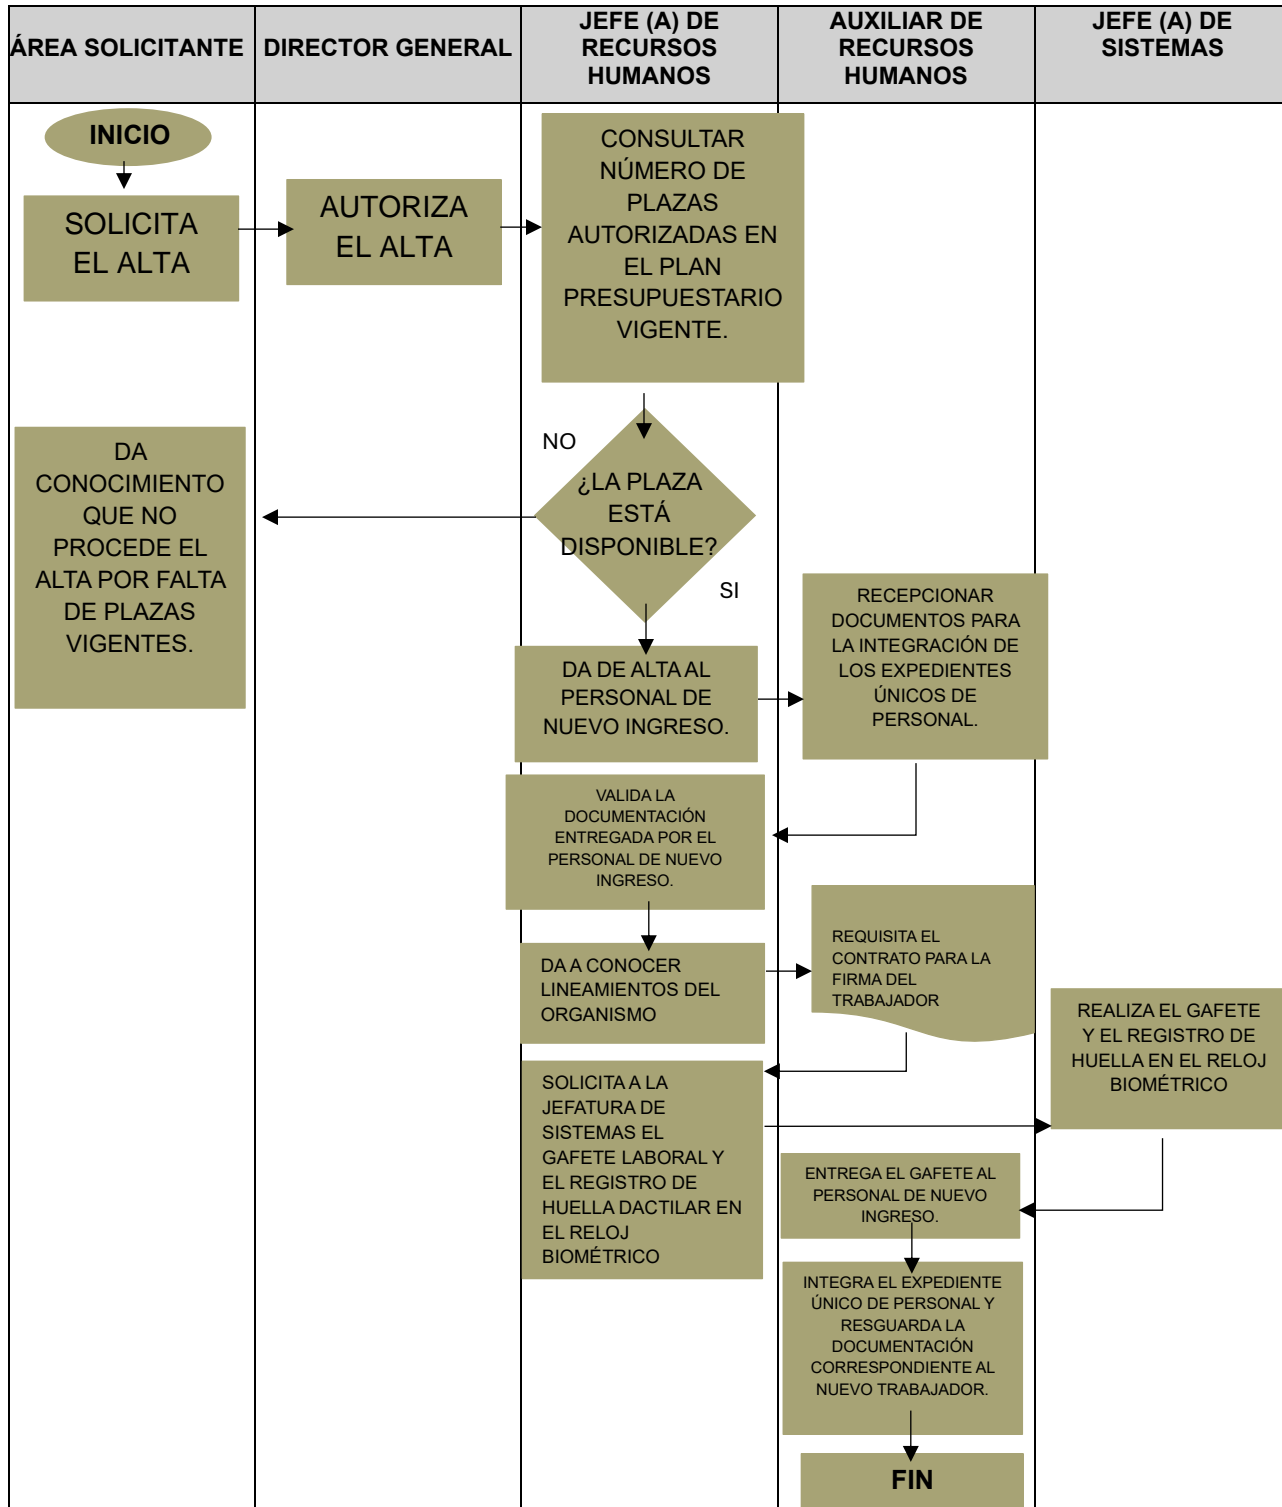 ÁREA SOLICITANTE
DIRECTOR GENERAL
JEFE (A) DE
RECURSOS
HUMANOS
AUXILIAR DE
RECURSOS
HUMANOS
JEFE (A) DE
SISTEMAS
INICIO
SOLICITA
EL ALTA
AUTORIZA
EL ALTA
CONSULTAR
NÚMERO DE
PLAZAS
AUTORIZADAS EN
EL PLAN
PRESUPUESTARIO
VIGENTE.
NO
¿LA PLAZA
ESTÁ
DISPONIBLE?
SI
DA
CONOCIMIENTO
QUE NO
PROCEDE EL
ALTA POR FALTA
DE PLAZAS
VIGENTES.
DA DE ALTA AL
PERSONAL DE
NUEVO INGRESO.
RECEPCIONAR
DOCUMENTOS PARA
LA INTEGRACIÓN DE
LOS EXPEDIENTES
ÚNICOS DE
PERSONAL.
VALIDA LA
DOCUMENTACIÓN
ENTREGADA POR EL
PERSONAL DE NUEVO
INGRESO.
DA A CONOCER
LINEAMIENTOS DEL
ORGANISMO
REQUISITA EL
CONTRATO PARA LA
FIRMA DEL
TRABAJADOR
SOLICITA A LA
JEFATURA DE
SISTEMAS EL
GAFETE LABORAL Y
EL REGISTRO DE
HUELLA DACTILAR EN
EL RELOJ
BIOMÉTRICO
REALIZA EL GAFETE
Y EL REGISTRO DE
HUELLA EN EL RELOJ
BIOMÉTRICO
ENTREGA EL GAFETE AL
PERSONAL DE NUEVO
INGRESO.
INTEGRA EL EXPEDIENTE
ÚNICO DE PERSONAL Y
RESGUARDA LA
DOCUMENTACIÓN
CORRESPONDIENTE AL
NUEVO TRABAJADOR.
FIN